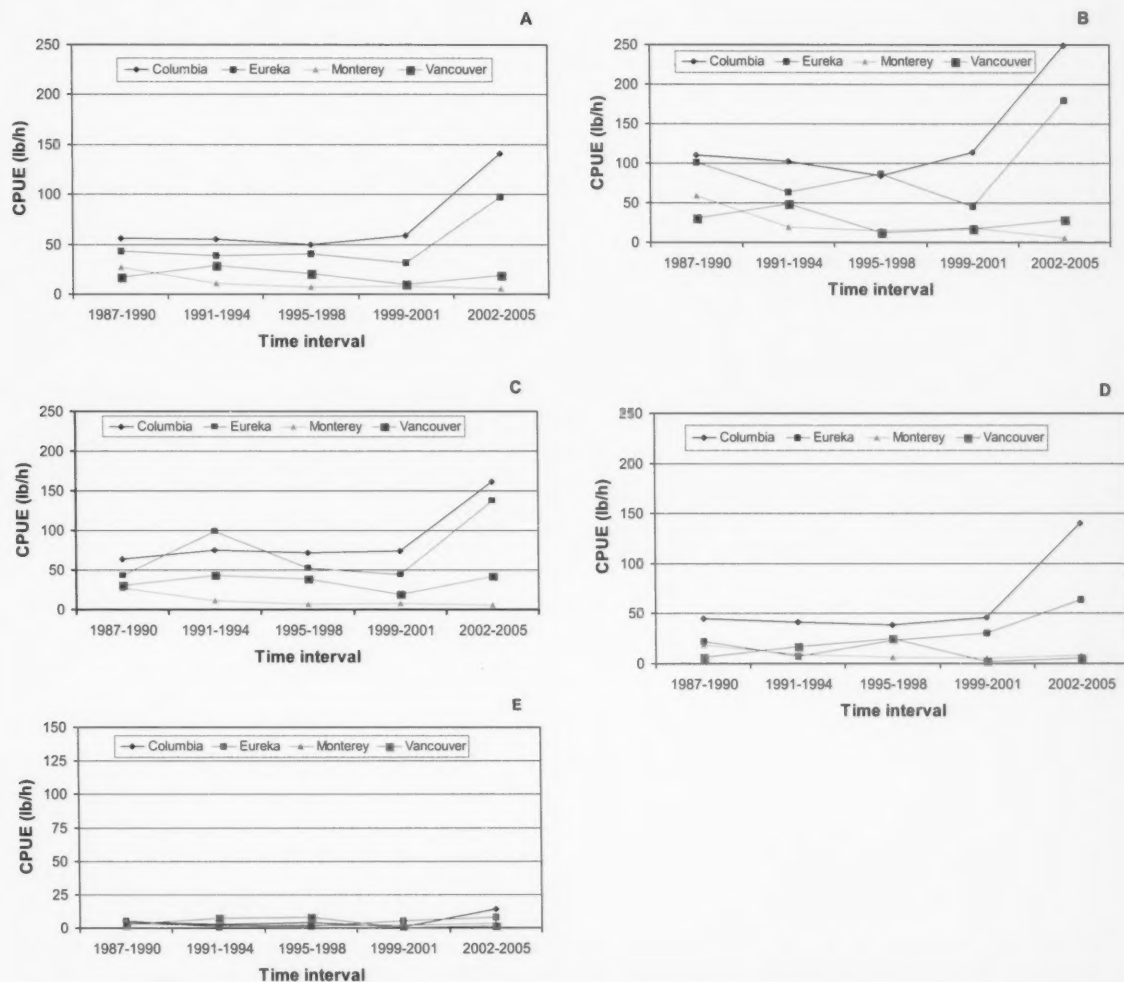 A
250
200
150
100
50
0
CPUE (lb/h)
Columbia Eureka Monterey Vancouver
1987-1990 1991-1994 1995-1998 1999-2001 2002-2005
Time interval
B
250
200
150
100
50
0
CPUE (lb/h)
Columbia Eureka Monterey Vancouver
1987-1990 1991-1994 1995-1998 1999-2001 2002-2005
Time interval
C
250
200
150
100
50
0
CPUE (lb/h)
Columbia Eureka Monterey Vancouver
1987-1990 1991-1994 1995-1998 1999-2001 2002-2005
Time interval
D
250
200
150
100
50
0
CPUE (lb/h)
Columbia Eureka Monterey Vancouver
1987-1990 1991-1994 1995-1998 1999-2001 2002-2005
Time interval
E
150
125
100
75
50
25
0
CPUE (lb/h)
Columbia Eureka Monterey Vancouver
1987-1990 1991-1994 1995-1998 1999-2001 2002-2005
Time interval